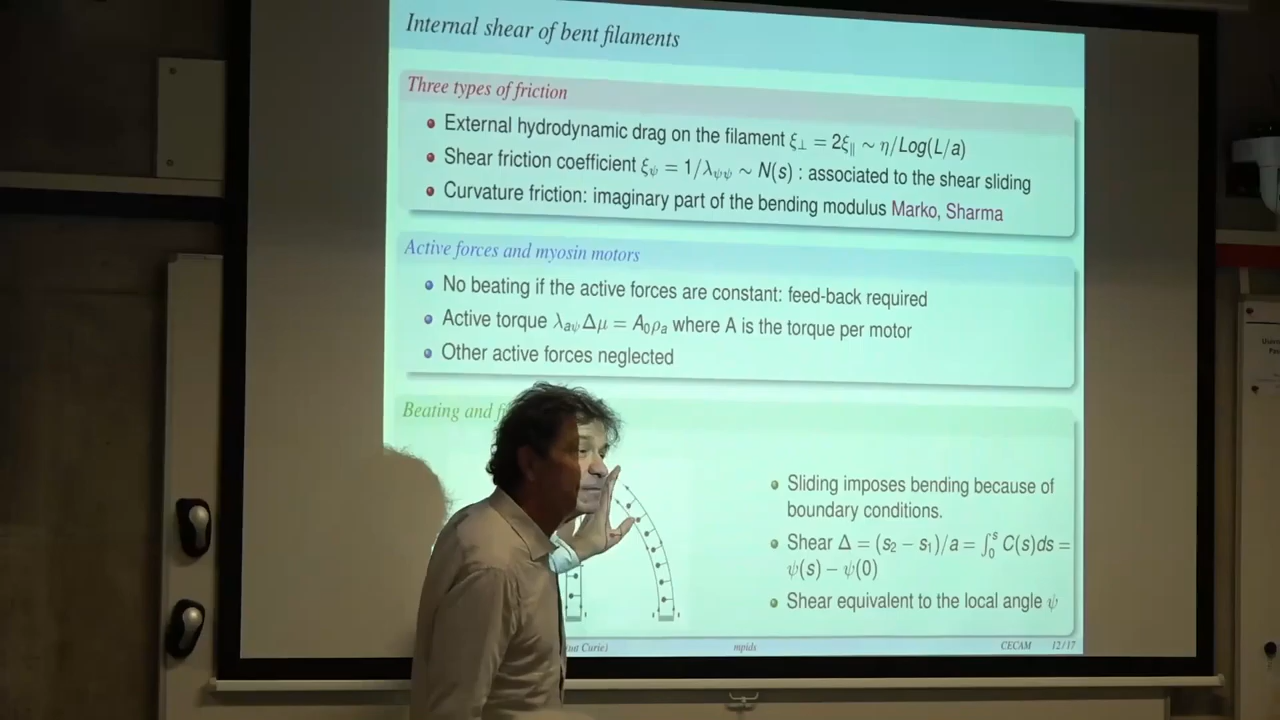 Internal shear of bent filaments
Three types of friction
External hydrodynamic drag on the filament ξ⊥ = 2ξ∥ ∼ η/Log(L/a)
Shear friction coefficient ξψ = 1/λψψ ∼ N(s) : associated to the shear sliding
Curvature friction: imaginary part of the bending modulus Marko, Sharma
Active forces and myosin motors
No beating if the active forces are constant: feed-back required
Active torque λaψΔμ = A0ρa where A is the torque per motor
Other active forces neglected
Beating and
Sliding imposes bending because of
boundary conditions.
Shear Δ = (s2 − s1)/a = ∫0s C(s)ds =
ψ(s) − ψ(0)
Shear equivalent to the local angle ψ
Curie) mpids CECAM 12/17